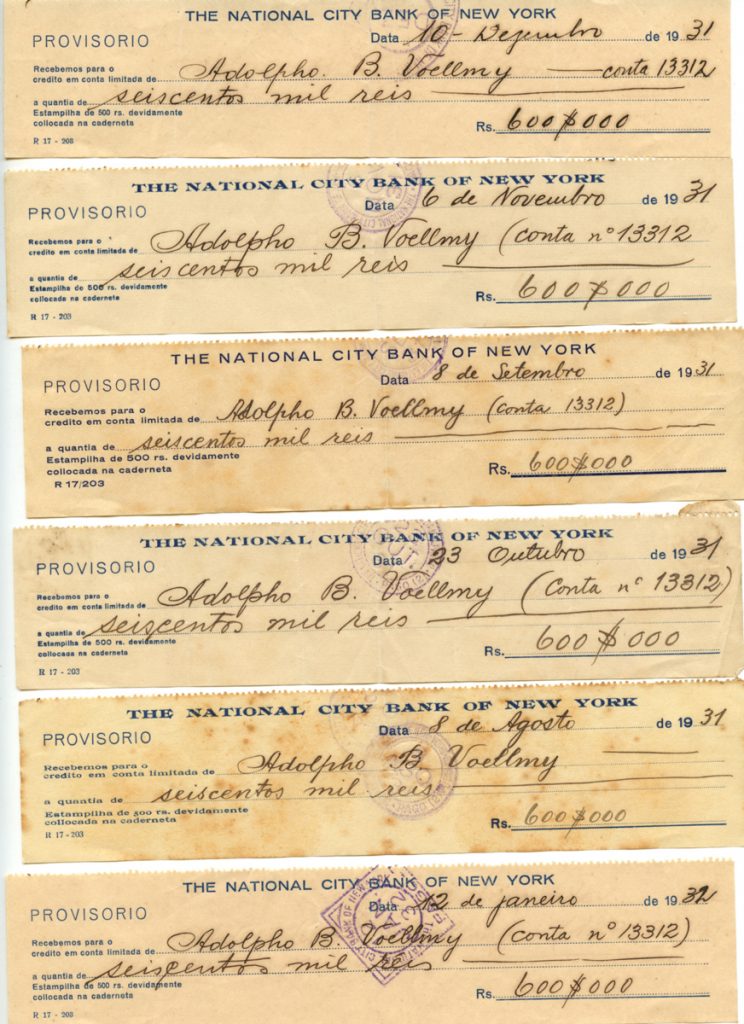 THE NATIONAL CITY BANK OF NEW YORK
PROVISORIO Data 10 - Dezembro de 1931
Recebemos para o
credito em conta limitada de Adolpho. B. Voellmy — conta 13312
a quantia de seiscentos mil reis
Estampilha de 500 rs. devidamente
collocada na caderneta
Rs. 600$000
R 17 - 203
THE NATIONAL CITY BANK OF NEW YORK
PROVISORIO Data 6 de Novembro de 1931
Recebemos para o
credito em conta limitada de Adolpho B. Voellmy (conta nº 13312
a quantia de seiscentos mil reis
Estampilha de 500 rs. devidamente
collocada na caderneta
Rs. 600$000
R 17 - 203
THE NATIONAL CITY BANK OF NEW YORK
PROVISORIO Data 8 de Setembro de 1931
Recebemos para o
credito em conta limitada de Adolpho B. Voellmy (conta 13312)
a quantia de seiscentos mil reis
Estampilha de 500 rs. devidamente
collocada na caderneta
Rs. 600$000
R 17/203
THE NATIONAL CITY BANK OF NEW YORK
PROVISORIO Data 23 Outubro de 1931
Recebemos para o
credito em conta limitada de Adolpho B. Voellmy (Conta nº 13312)
a quantia de seiscentos mil reis
Estampilha de 500 rs. devidamente
collocada na caderneta
Rs. 600$000
R 17 - 203
THE NATIONAL CITY BANK OF NEW YORK
PROVISORIO Data 8 de Agosto de 1931
Recebemos para o
credito em conta limitada de Adolpho B. Voellmy
a quantia de seiscentos mil reis
Estampilha de 500 rs. devidamente
collocada na caderneta
Rs. 600$000
R 17 - 203
THE NATIONAL CITY BANK OF NEW YORK
PROVISORIO Data 12 de janeiro de 1932
Recebemos para o
credito em conta limitada de Adolpho B. Voellmy (conta nº 13312)
a quantia de seiscentos mil reis
Estampilha de 500 rs. devidamente
collocada na caderneta
Rs. 600$000
R 17 - 203